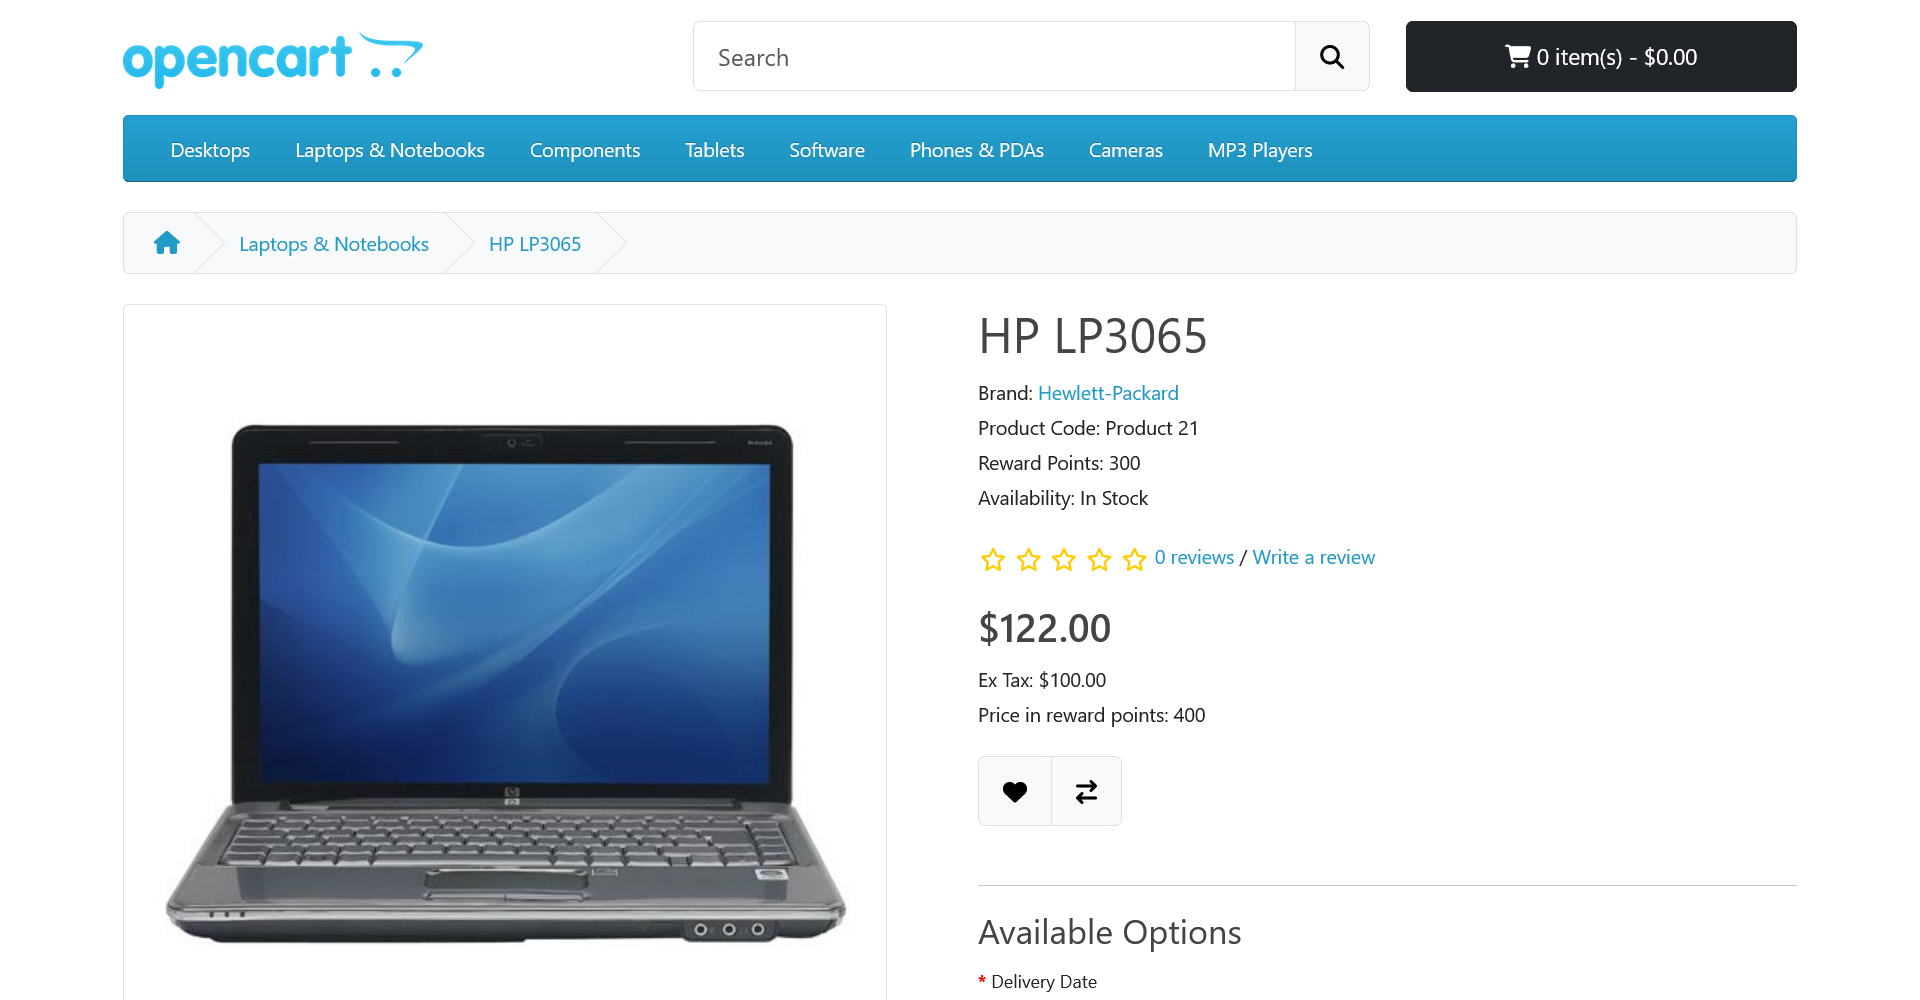 opencart
Search
0 item(s) - $0.00
Desktops
Laptops & Notebooks
Components
Tablets
Software
Phones & PDAs
Cameras
MP3 Players
Laptops & Notebooks
HP LP3065
HP LP3065
Brand: Hewlett-Packard
Product Code: Product 21
Reward Points: 300
Availability: In Stock
0 reviews / Write a review
$122.00
Ex Tax: $100.00
Price in reward points: 400
Available Options
* Delivery Date